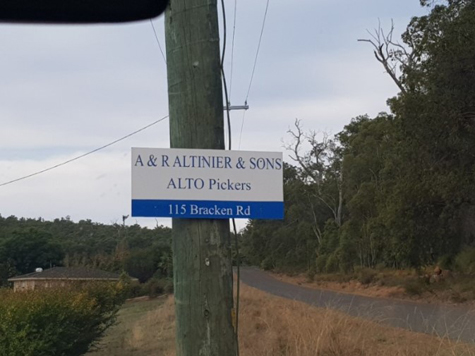 A & R ALTINIER & SONS
ALTO Pickers
115 Bracken Rd